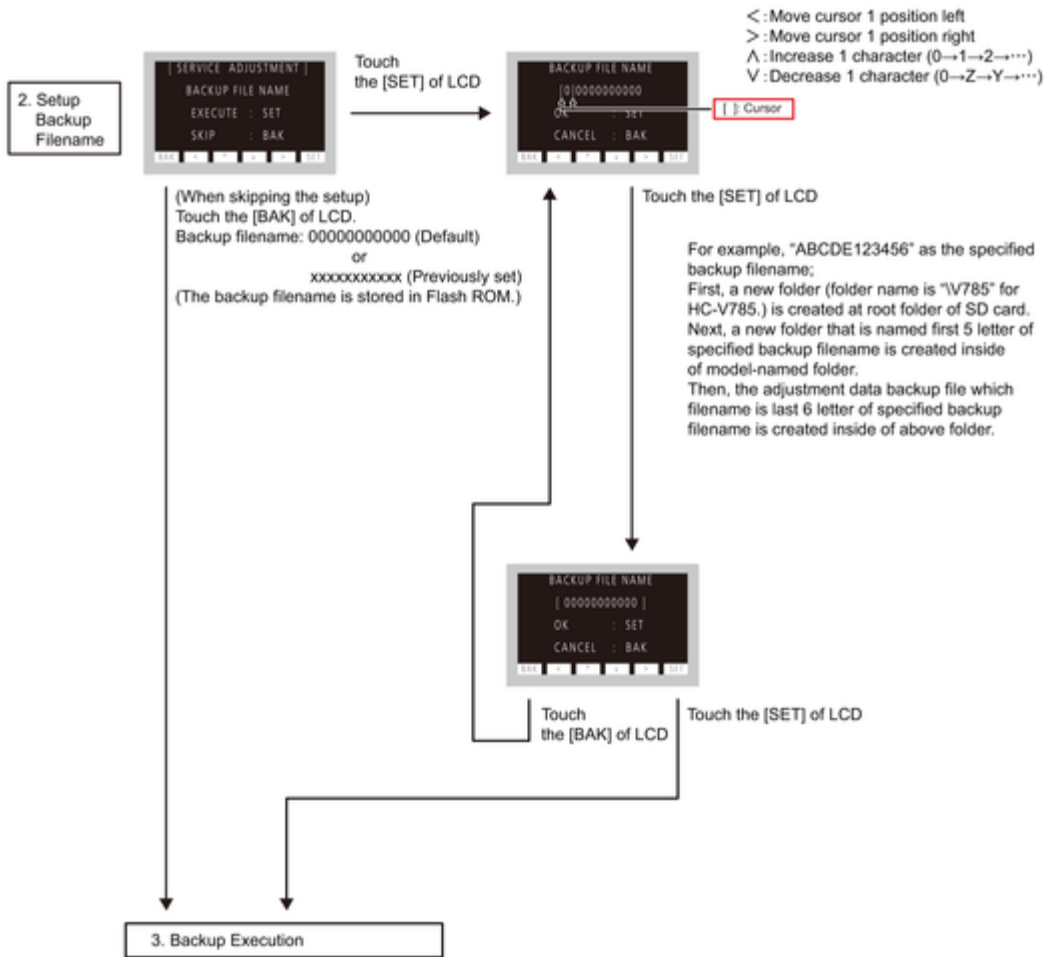 <:Move cursor 1 position left
>:Move cursor 1 position right
∧:Increase 1 character (0→1→2→⋯)
∨:Decrease 1 character (0→Z→Y→⋯)
2. Setup
Backup
Filename
[ SERVICE ADJUSTMENT ]
BACKUP FILE NAME
EXECUTE : SET
SKIP : BAK
BAK < ^ v > SET
Touch
the [SET] of LCD
BACKUP FILE NAME
[0]0000000000
OK : SET
CANCEL : BAK
BAK < ^ v > SET
[ ]: Cursor
(When skipping the setup)
Touch the [BAK] of LCD.
Backup filename: 00000000000 (Default)
or
xxxxxxxxxxx (Previously set)
(The backup filename is stored in Flash ROM.)
Touch the [SET] of LCD
For example, “ABCDE123456” as the specified
backup filename;
First, a new folder (folder name is “\V785” for
HC-V785.) is created at root folder of SD card.
Next, a new folder that is named first 5 letter of
specified backup filename is created inside
of model-named folder.
Then, the adjustment data backup file which
filename is last 6 letter of specified backup
filename is created inside of above folder.
BACKUP FILE NAME
[ 00000000000 ]
OK : SET
CANCEL : BAK
BAK < ^ v > SET
Touch
the [BAK] of LCD
Touch the [SET] of LCD
3. Backup Execution